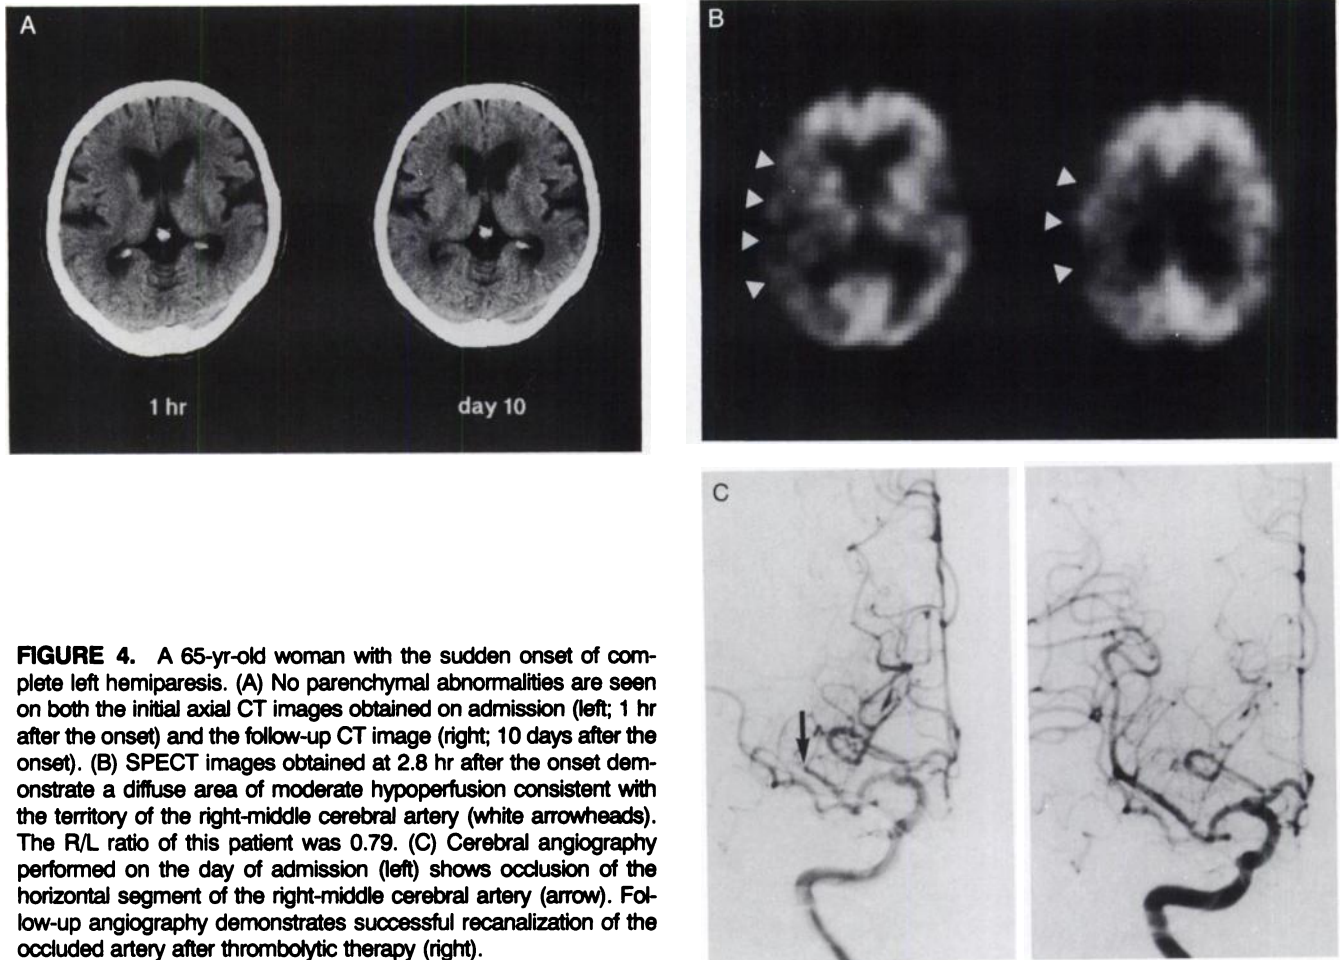 A
1 hr
day 10
B
C
FIGURE 4. A 65-yr-old woman with the sudden onset of com-
plete left hemiparesis. (A) No parenchymal abnormalities are seen
on both the initial axial CT images obtained on admission (left; 1 hr
after the onset) and the follow-up CT image (right; 10 days after the
onset). (B) SPECT images obtained at 2.8 hr after the onset dem-
onstrate a diffuse area of moderate hypoperfusion consistent with
the territory of the right-middle cerebral artery (white arrowheads).
The R/L ratio of this patient was 0.79. (C) Cerebral angiography
performed on the day of admission (left) shows occlusion of the
horizontal segment of the right-middle cerebral artery (arrow). Fol-
low-up angiography demonstrates successful recanalization of the
occluded artery after thrombolytic therapy (right).